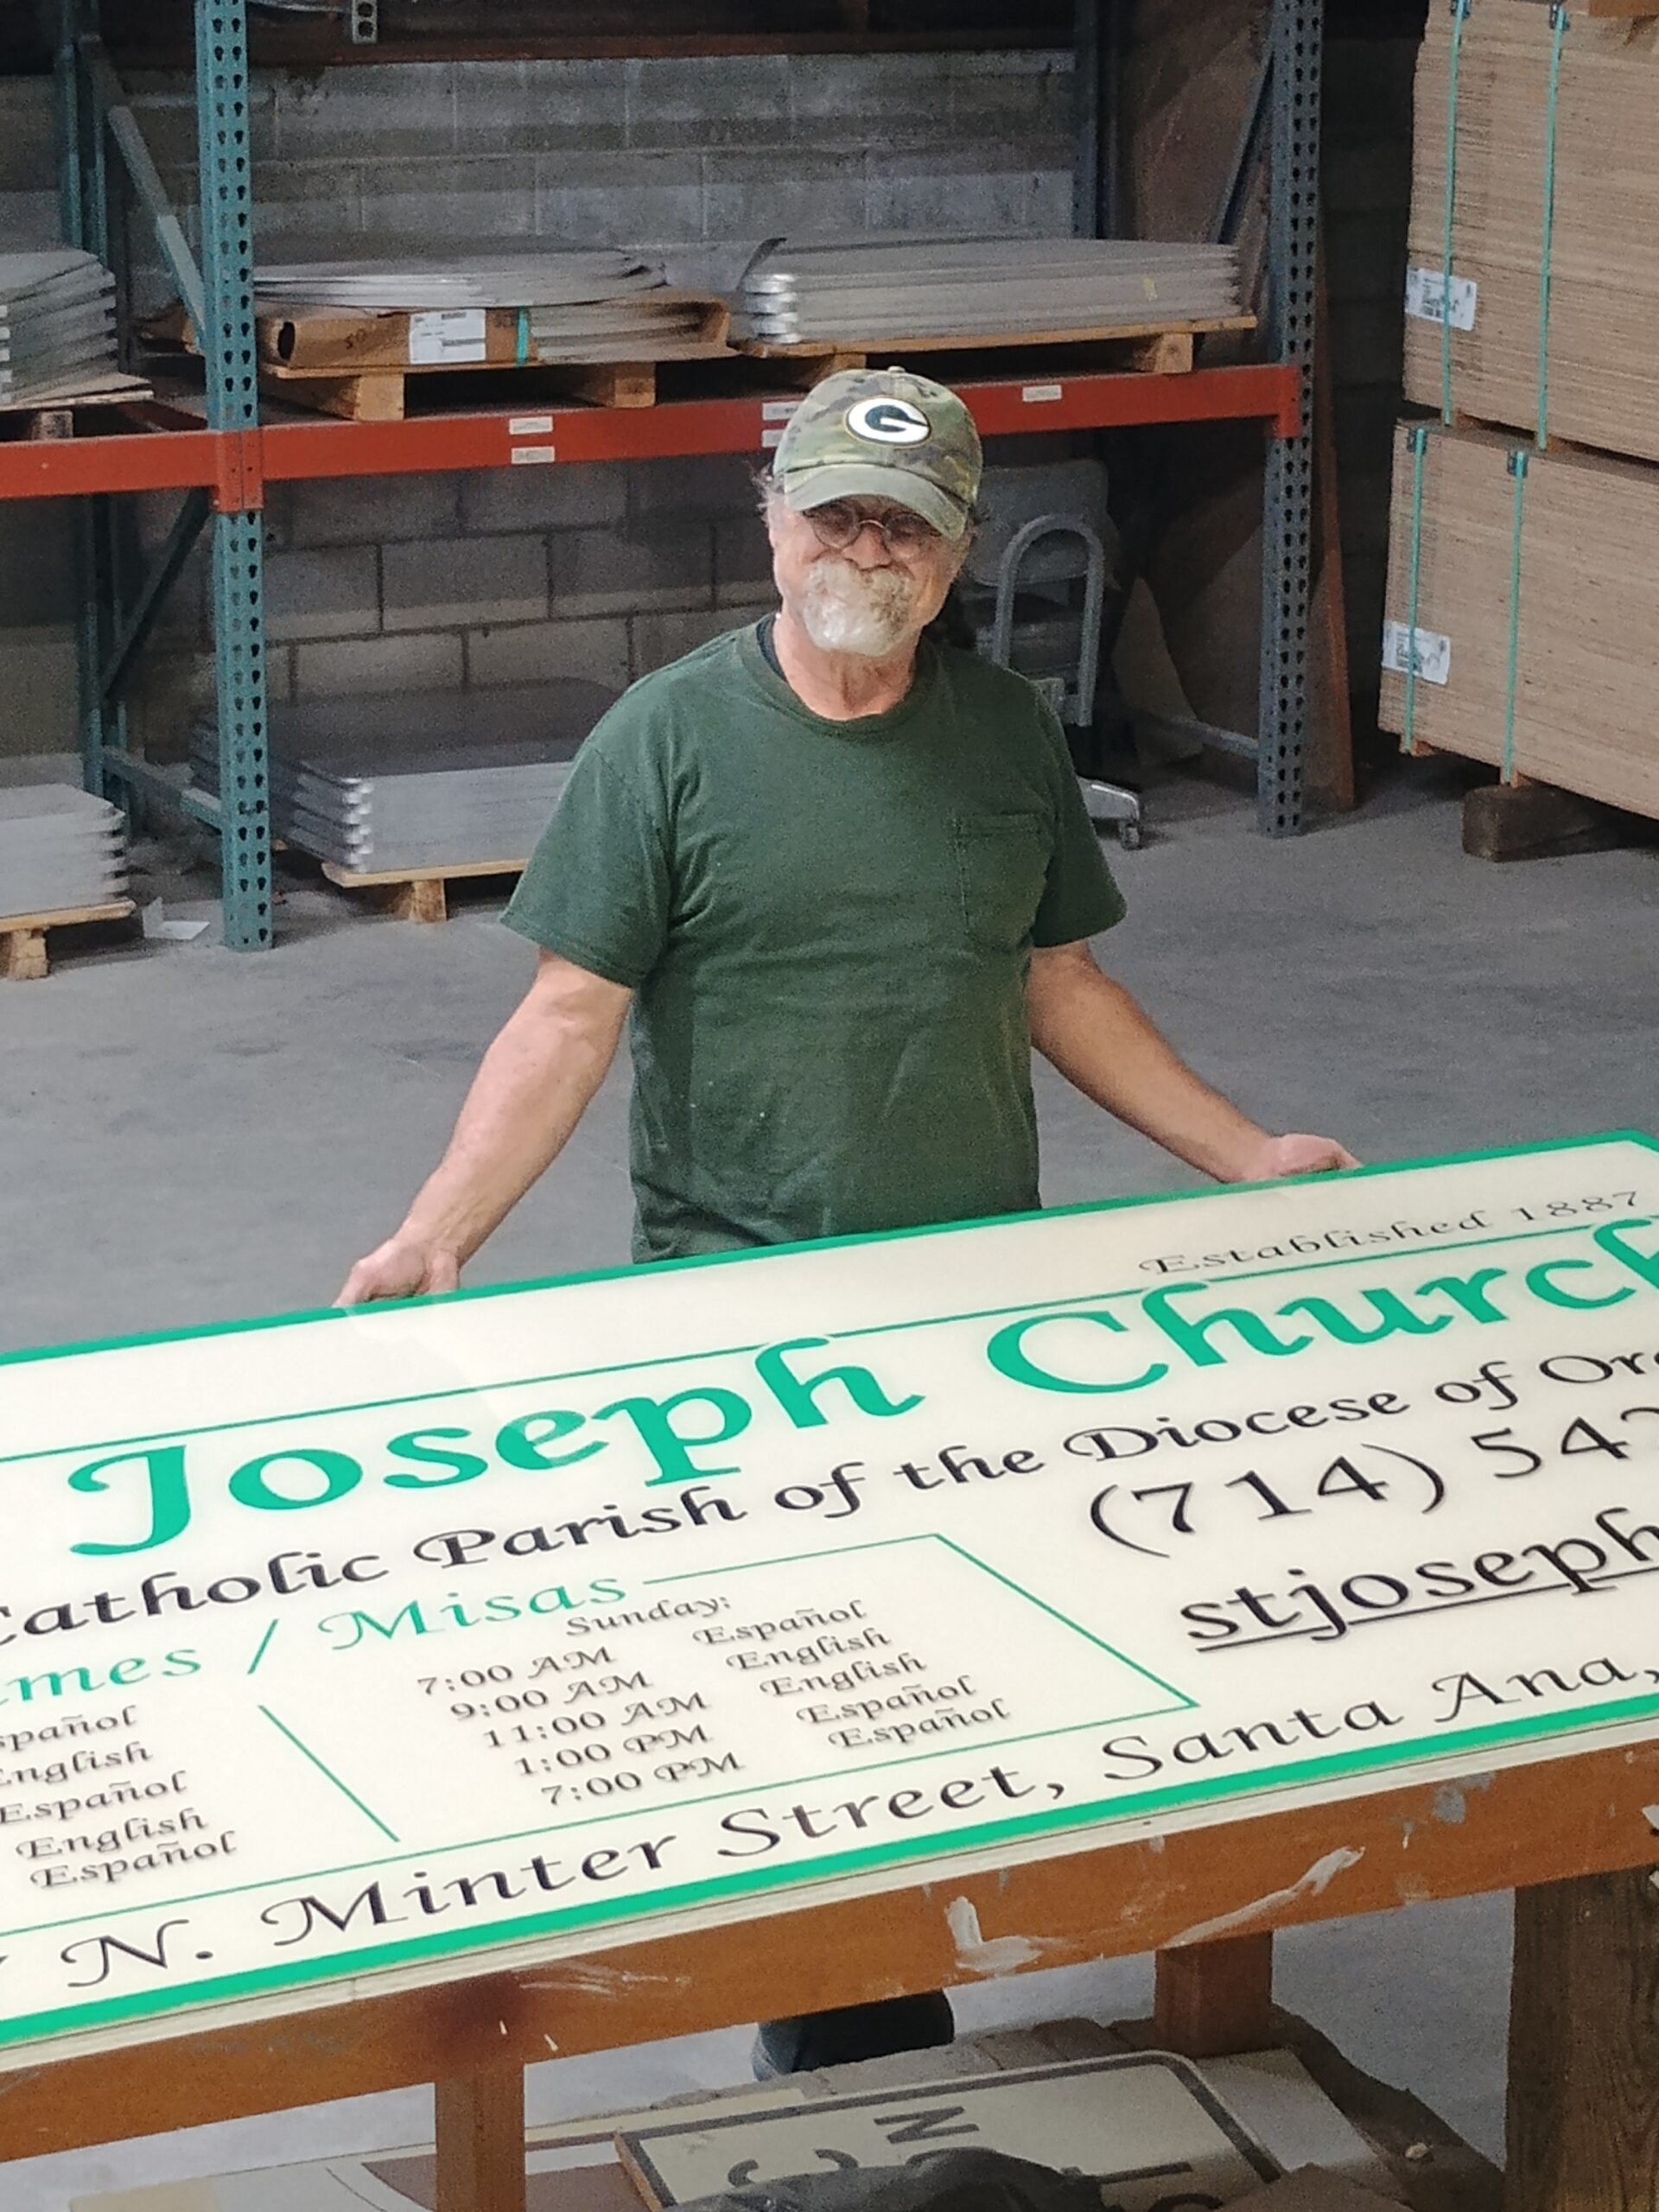 G
Established 1887
Joseph Church
Catholic Parish of the Diocese of
/ Misas
Sunday:
7:00 AM Español
9:00 AM English
11:00 AM English
1:00 PM Español
7:00 PM Español
Español
English
Español
English
Español
(714) 54
stjoseph
N. Minter Street, Santa Ana,